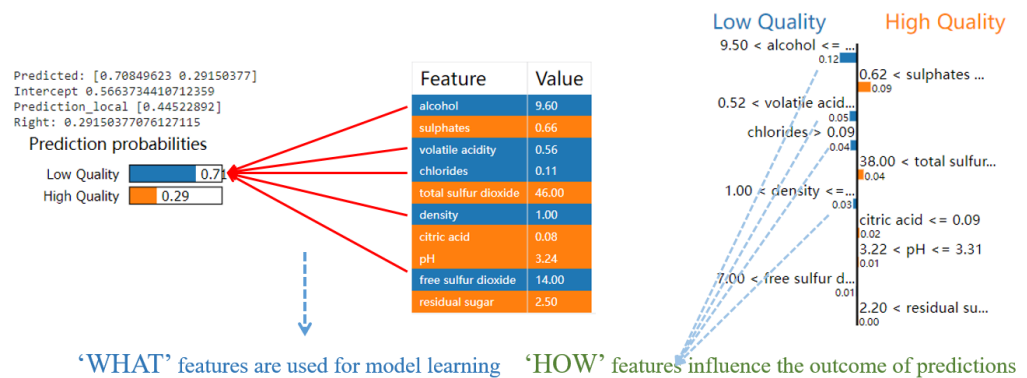 Predicted: [0.70849623 0.29150377]
Intercept 0.5663734410712359
Prediction_local [0.44522892]
Right: 0.29150377076127115
Prediction probabilities
Low Quality 0.71
High Quality 0.29
Feature Value
alcohol 9.60
sulphates 0.66
volatile acidity 0.56
chlorides 0.11
total sulfur dioxide 46.00
density 1.00
citric acid 0.08
pH 3.24
free sulfur dioxide 14.00
residual sugar 2.50
Low Quality High Quality
9.50 < alcohol <= ...
0.12
0.62 < sulphates ...
0.09
0.52 < volatile acid...
0.05
chlorides > 0.09
0.04
38.00 < total sulfur...
0.04
1.00 < density <=...
0.03
citric acid <= 0.09
0.02
3.22 < pH <= 3.31
0.01
7.00 < free sulfur d...
0.01
2.20 < residual su...
0.00
‘WHAT’ features are used for model learning
‘HOW’ features influence the outcome of predictions